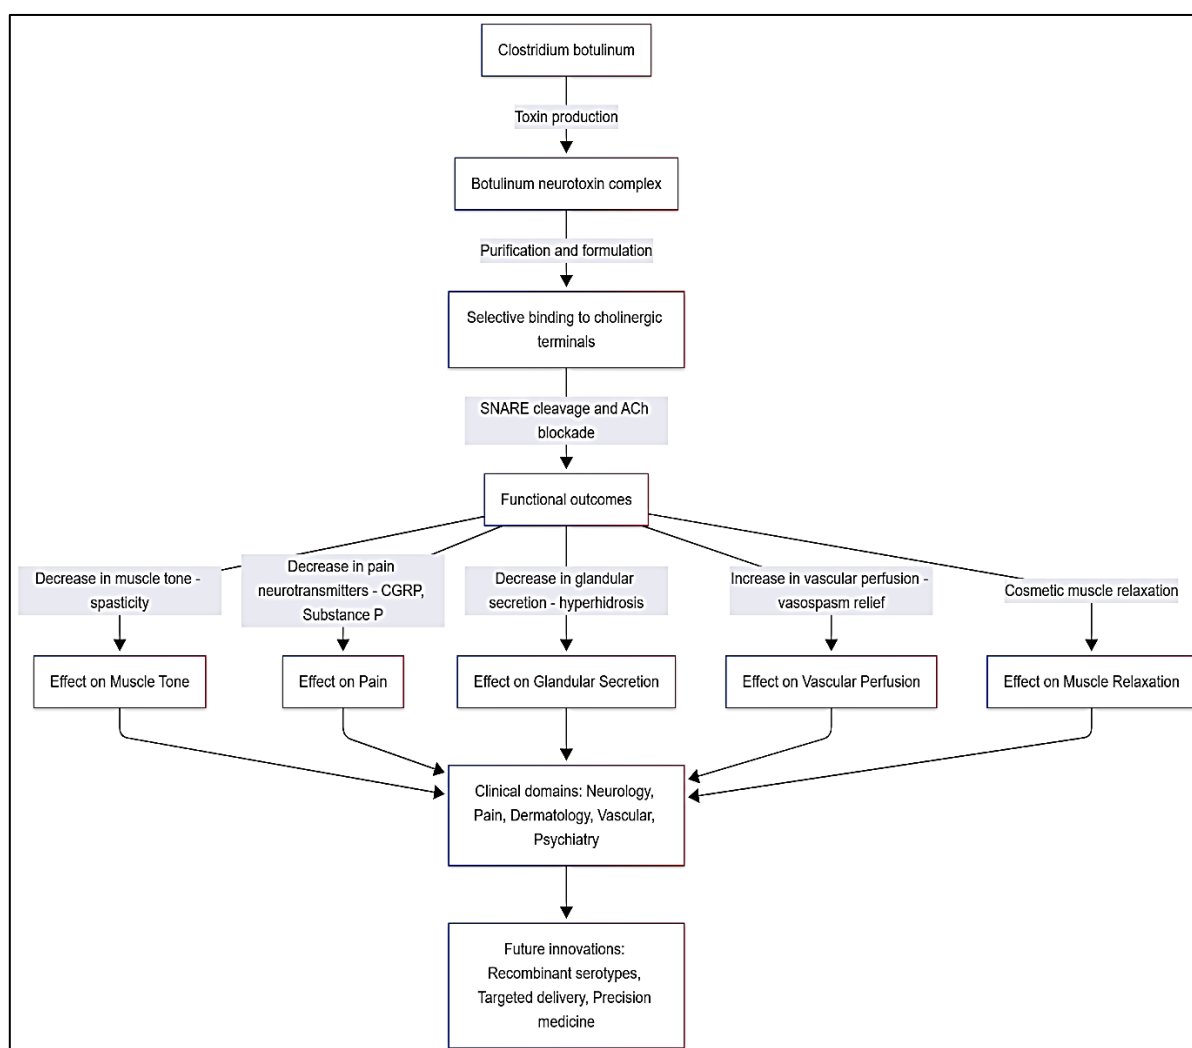 Clostridium botulinum
Toxin production
Botulinum neurotoxin complex
Purification and formulation
Selective binding to cholinergic
terminals
SNARE cleavage and ACh
blockade
Functional outcomes
Decrease in muscle tone -
spasticity
Decrease in pain
neurotransmitters - CGRP,
Substance P
Decrease in glandular
secretion - hyperhidrosis
Increase in vascular perfusion -
vasospasm relief
Cosmetic muscle relaxation
Effect on Muscle Tone
Effect on Pain
Effect on Glandular Secretion
Effect on Vascular Perfusion
Effect on Muscle Relaxation
Clinical domains: Neurology,
Pain, Dermatology, Vascular,
Psychiatry
Future innovations:
Recombinant serotypes,
Targeted delivery, Precision
medicine